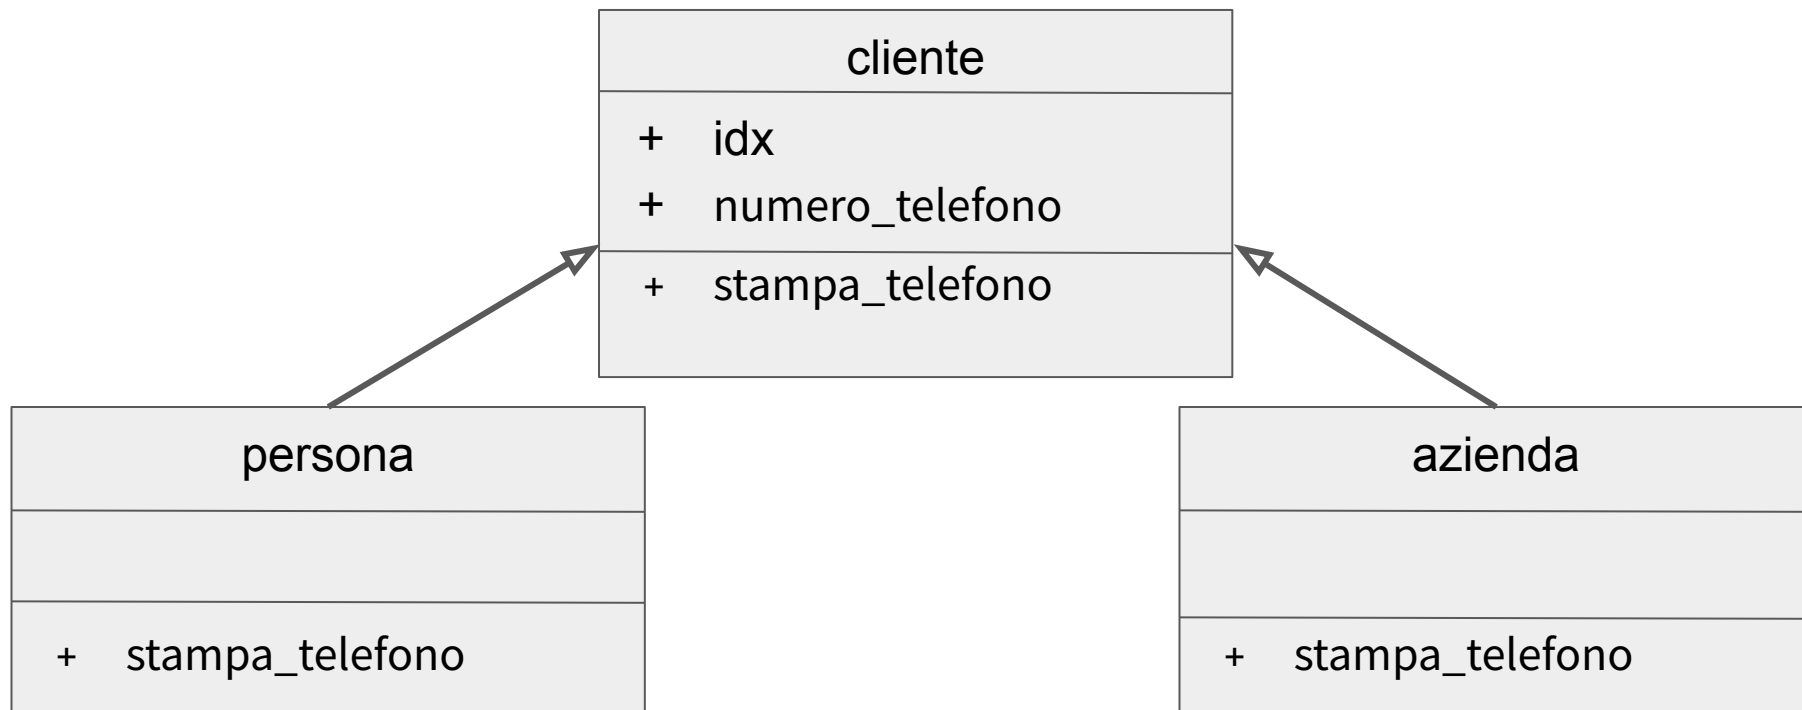 cliente
+ idx
+ numero_telefono
+ stampa_telefono
persona
+ stampa_telefono
azienda
+ stampa_telefono